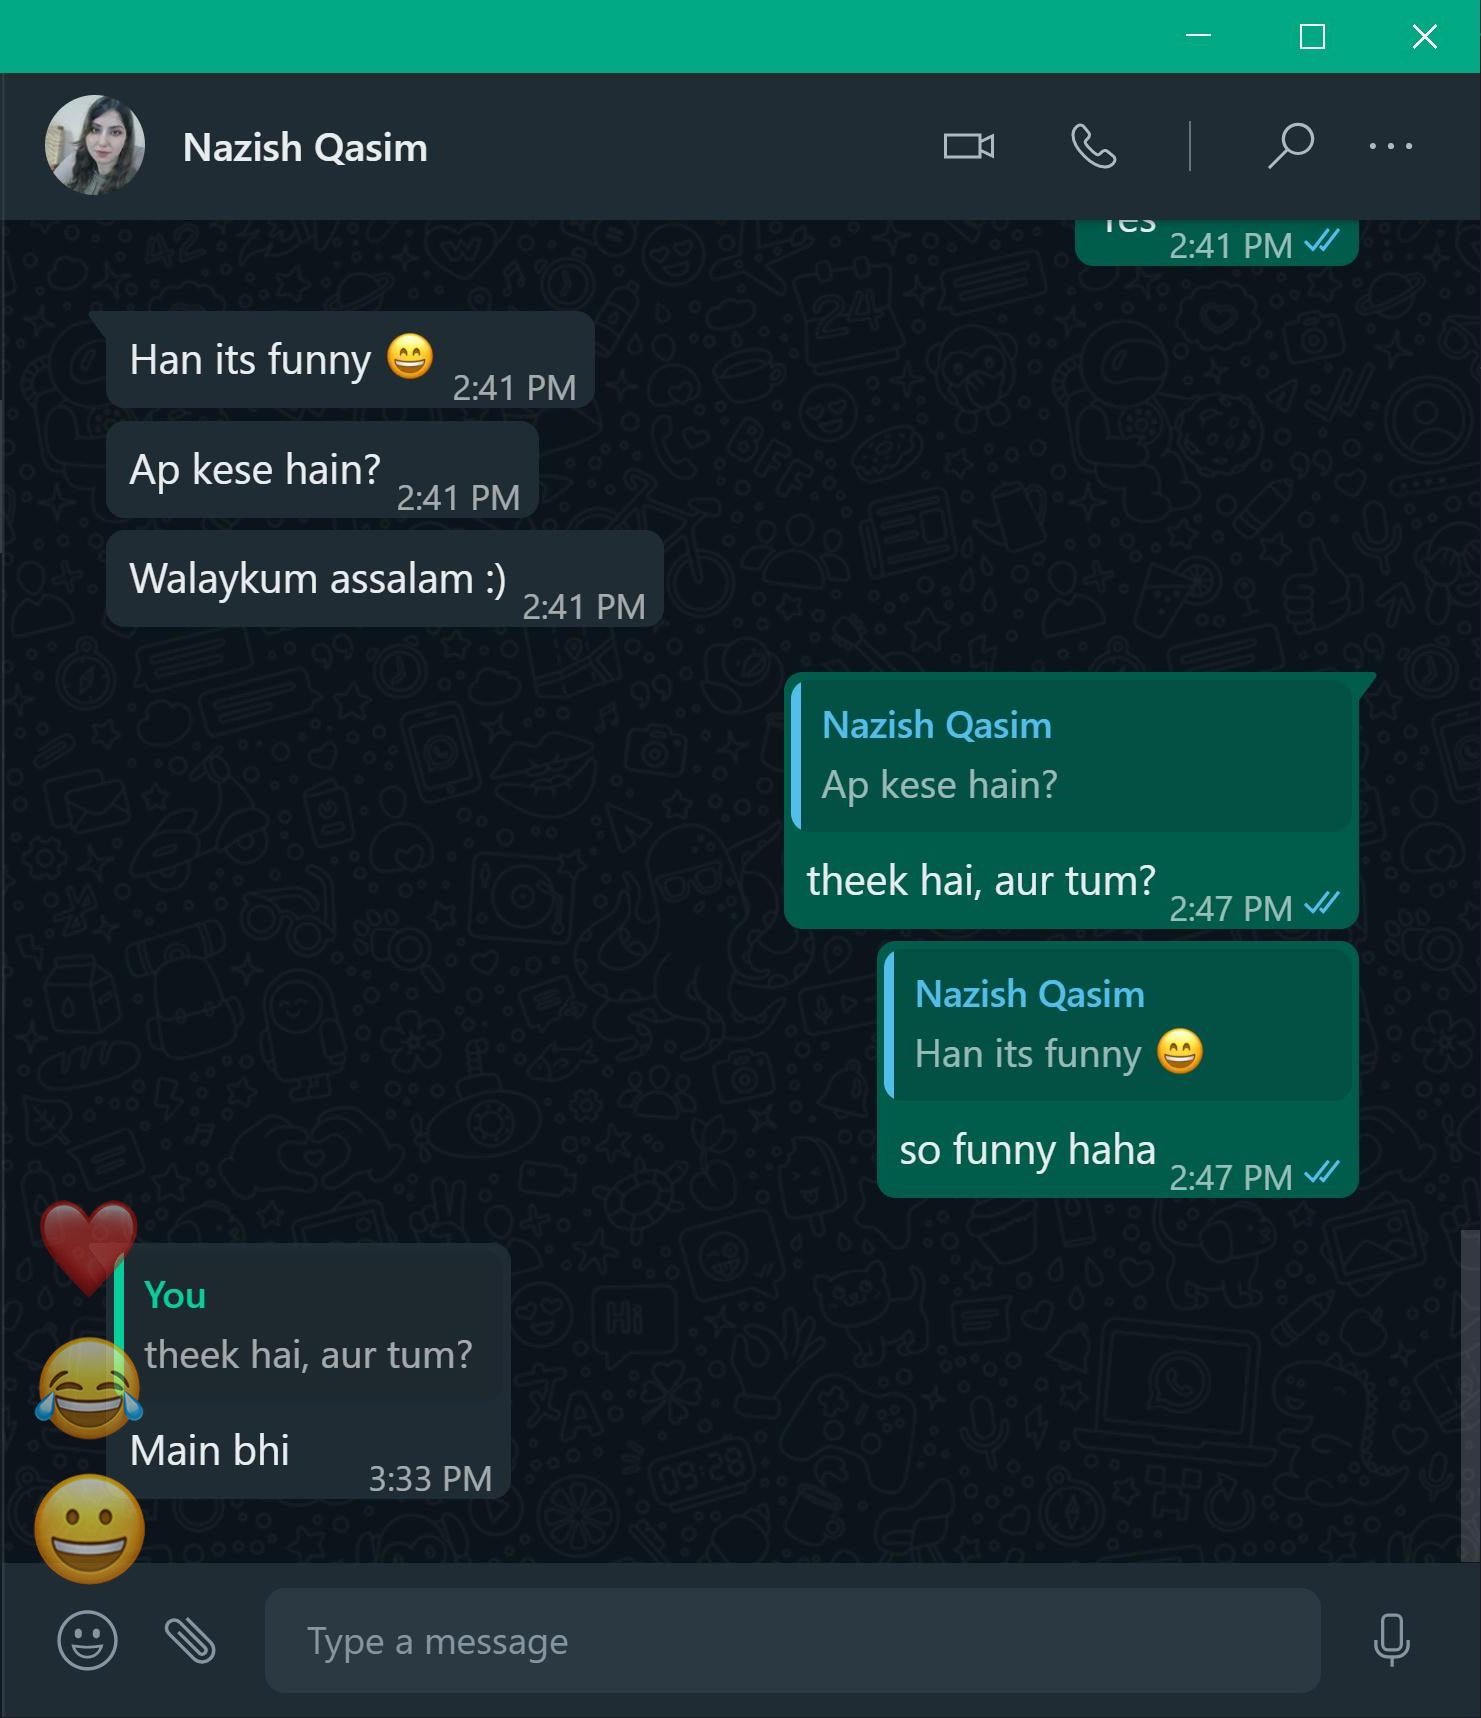 Nazish Qasim
Yes
2:41 PM
Han its funny 😄
2:41 PM
Ap kese hain?
2:41 PM
Walaykum assalam :)
2:41 PM
Nazish Qasim
Ap kese hain?
theek hai, aur tum?
2:47 PM
Nazish Qasim
Han its funny 😄
so funny haha
2:47 PM
You
theek hai, aur tum?
Main bhi
3:33 PM
Type a message